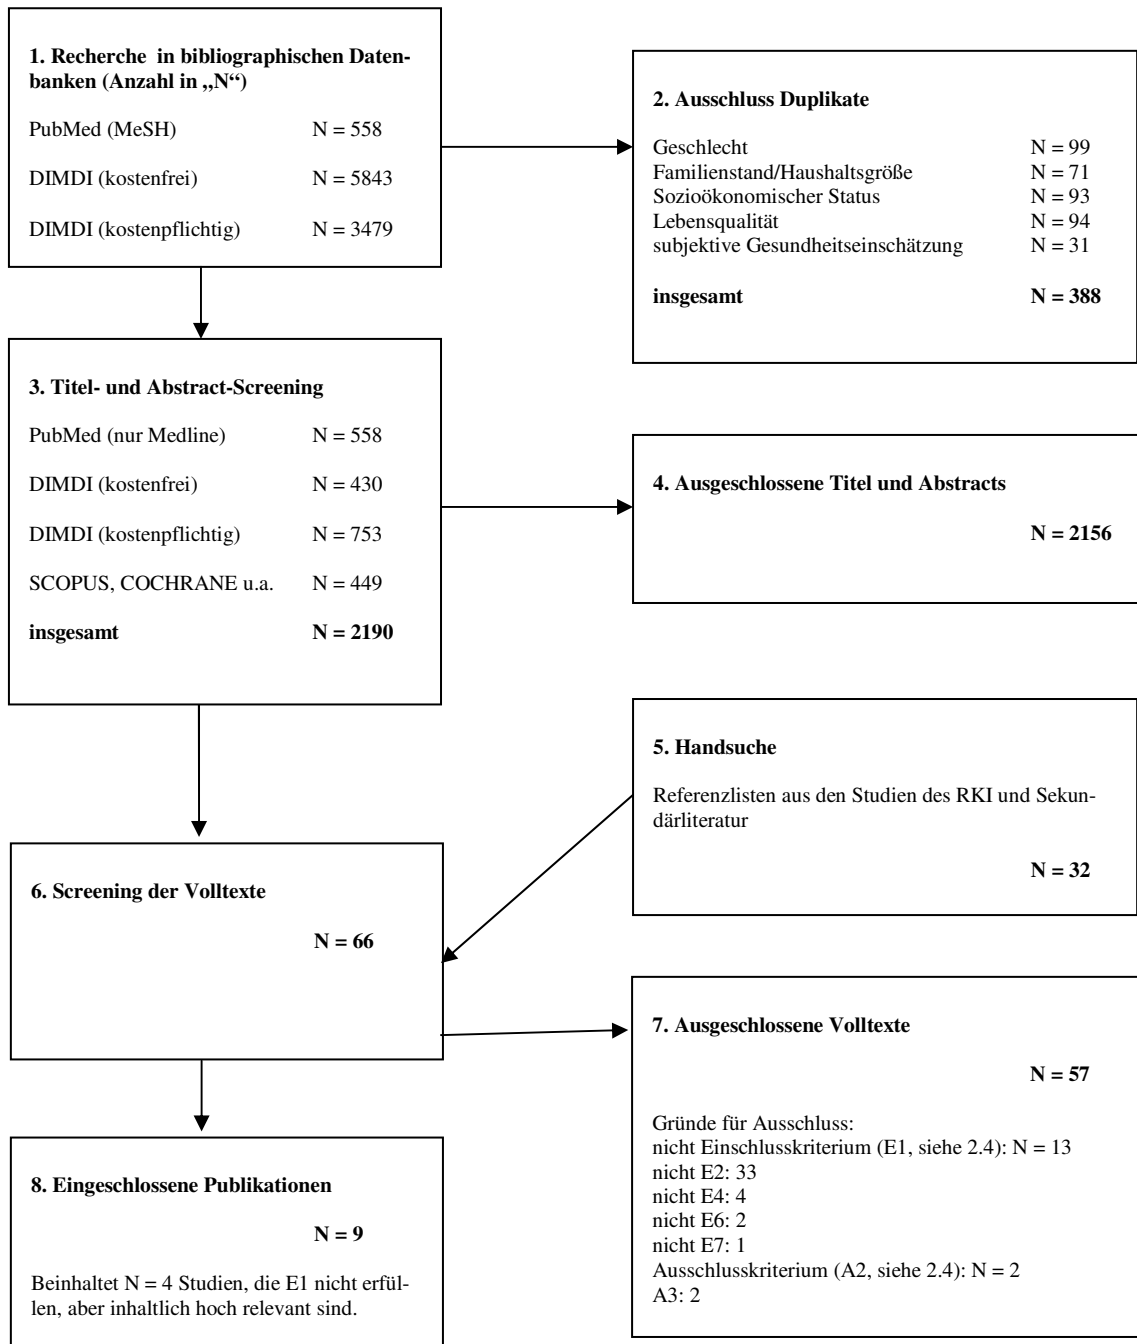 1. Recherche in bibliographischen Daten-
banken (Anzahl in „N“)
PubMed (MeSH) N = 558
DIMDI (kostenfrei) N = 5843
DIMDI (kostenpflichtig) N = 3479
2. Ausschluss Duplikate
Geschlecht N = 99
Familienstand/Haushaltsgröße N = 71
Sozioökonomischer Status N = 93
Lebensqualität N = 94
subjektive Gesundheitseinschätzung N = 31
insgesamt N = 388
3. Titel- und Abstract-Screening
PubMed (nur Medline) N = 558
DIMDI (kostenfrei) N = 430
DIMDI (kostenpflichtig) N = 753
SCOPUS, COCHRANE u.a. N = 449
insgesamt N = 2190
4. Ausgeschlossene Titel und Abstracts
N = 2156
5. Handsuche
Referenzlisten aus den Studien des RKI und Sekun-
därliteratur
N = 32
6. Screening der Volltexte
N = 66
7. Ausgeschlossene Volltexte
N = 57
Gründe für Ausschluss:
nicht Einschlusskriterium (E1, siehe 2.4): N = 13
nicht E2: 33
nicht E4: 4
nicht E6: 2
nicht E7: 1
Ausschlusskriterium (A2, siehe 2.4): N = 2
A3: 2
8. Eingeschlossene Publikationen
N = 9
Beinhaltet N = 4 Studien, die E1 nicht erfül-
len, aber inhaltlich hoch relevant sind.